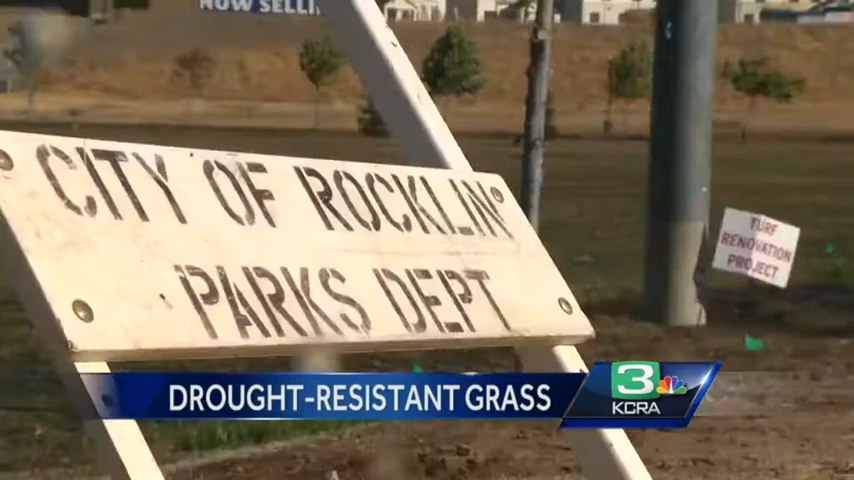 NOW SELLI
CITY OF ROCKLIN
PARKS DEPT
TURF
RENOVATION
PROJECT
DROUGHT-RESISTANT GRASS
3
KCRA